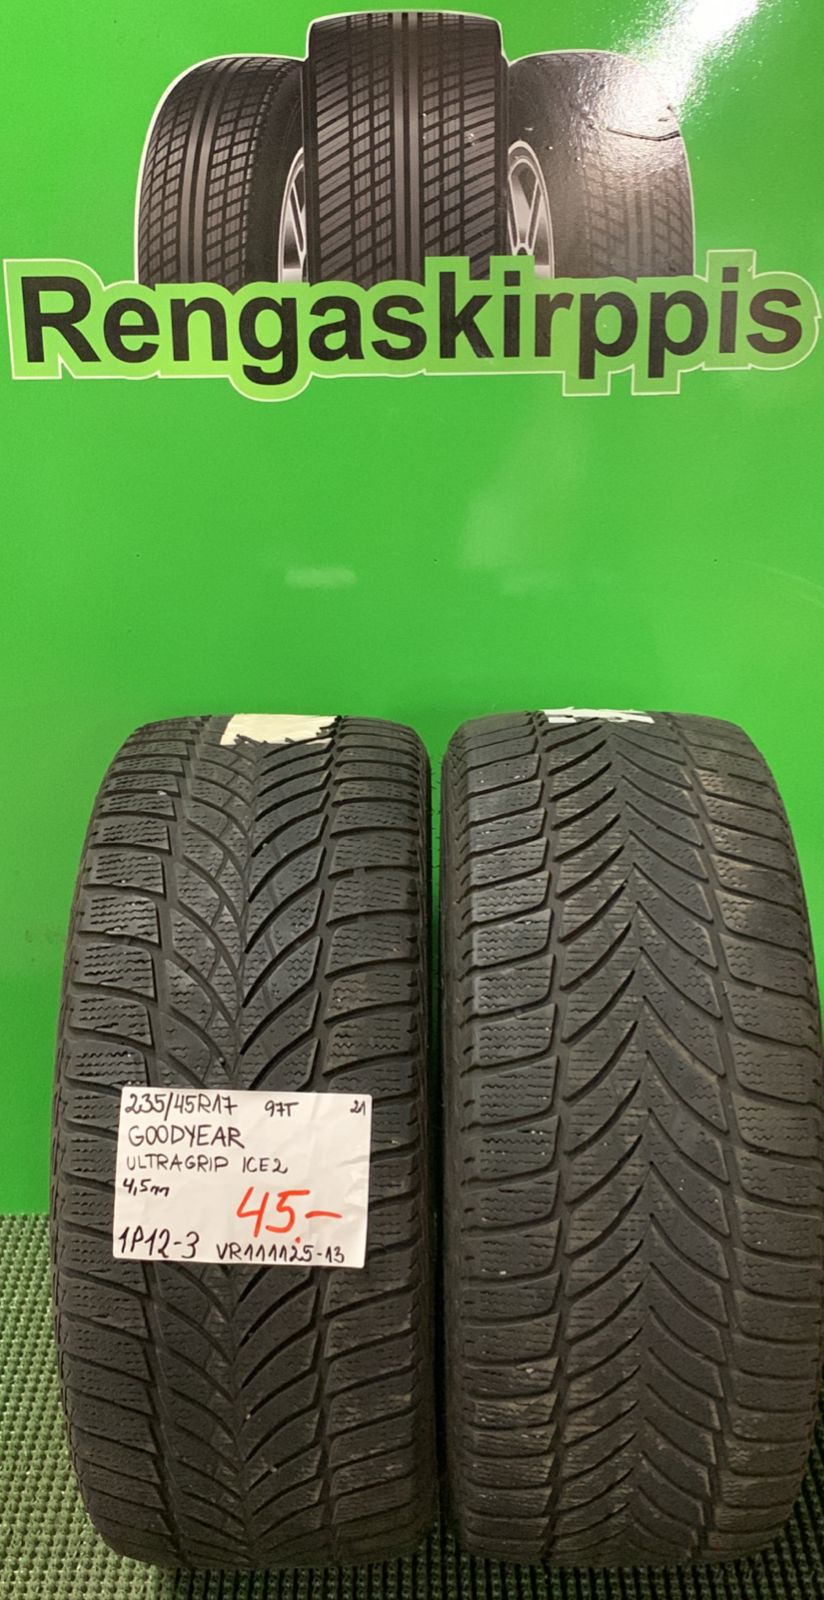 Rengaskirppis
235/45R17 97T 21
GOODYEAR
ULTRAGRIP ICE2
4,5mm
45.-
1P12-3 VR111125-13